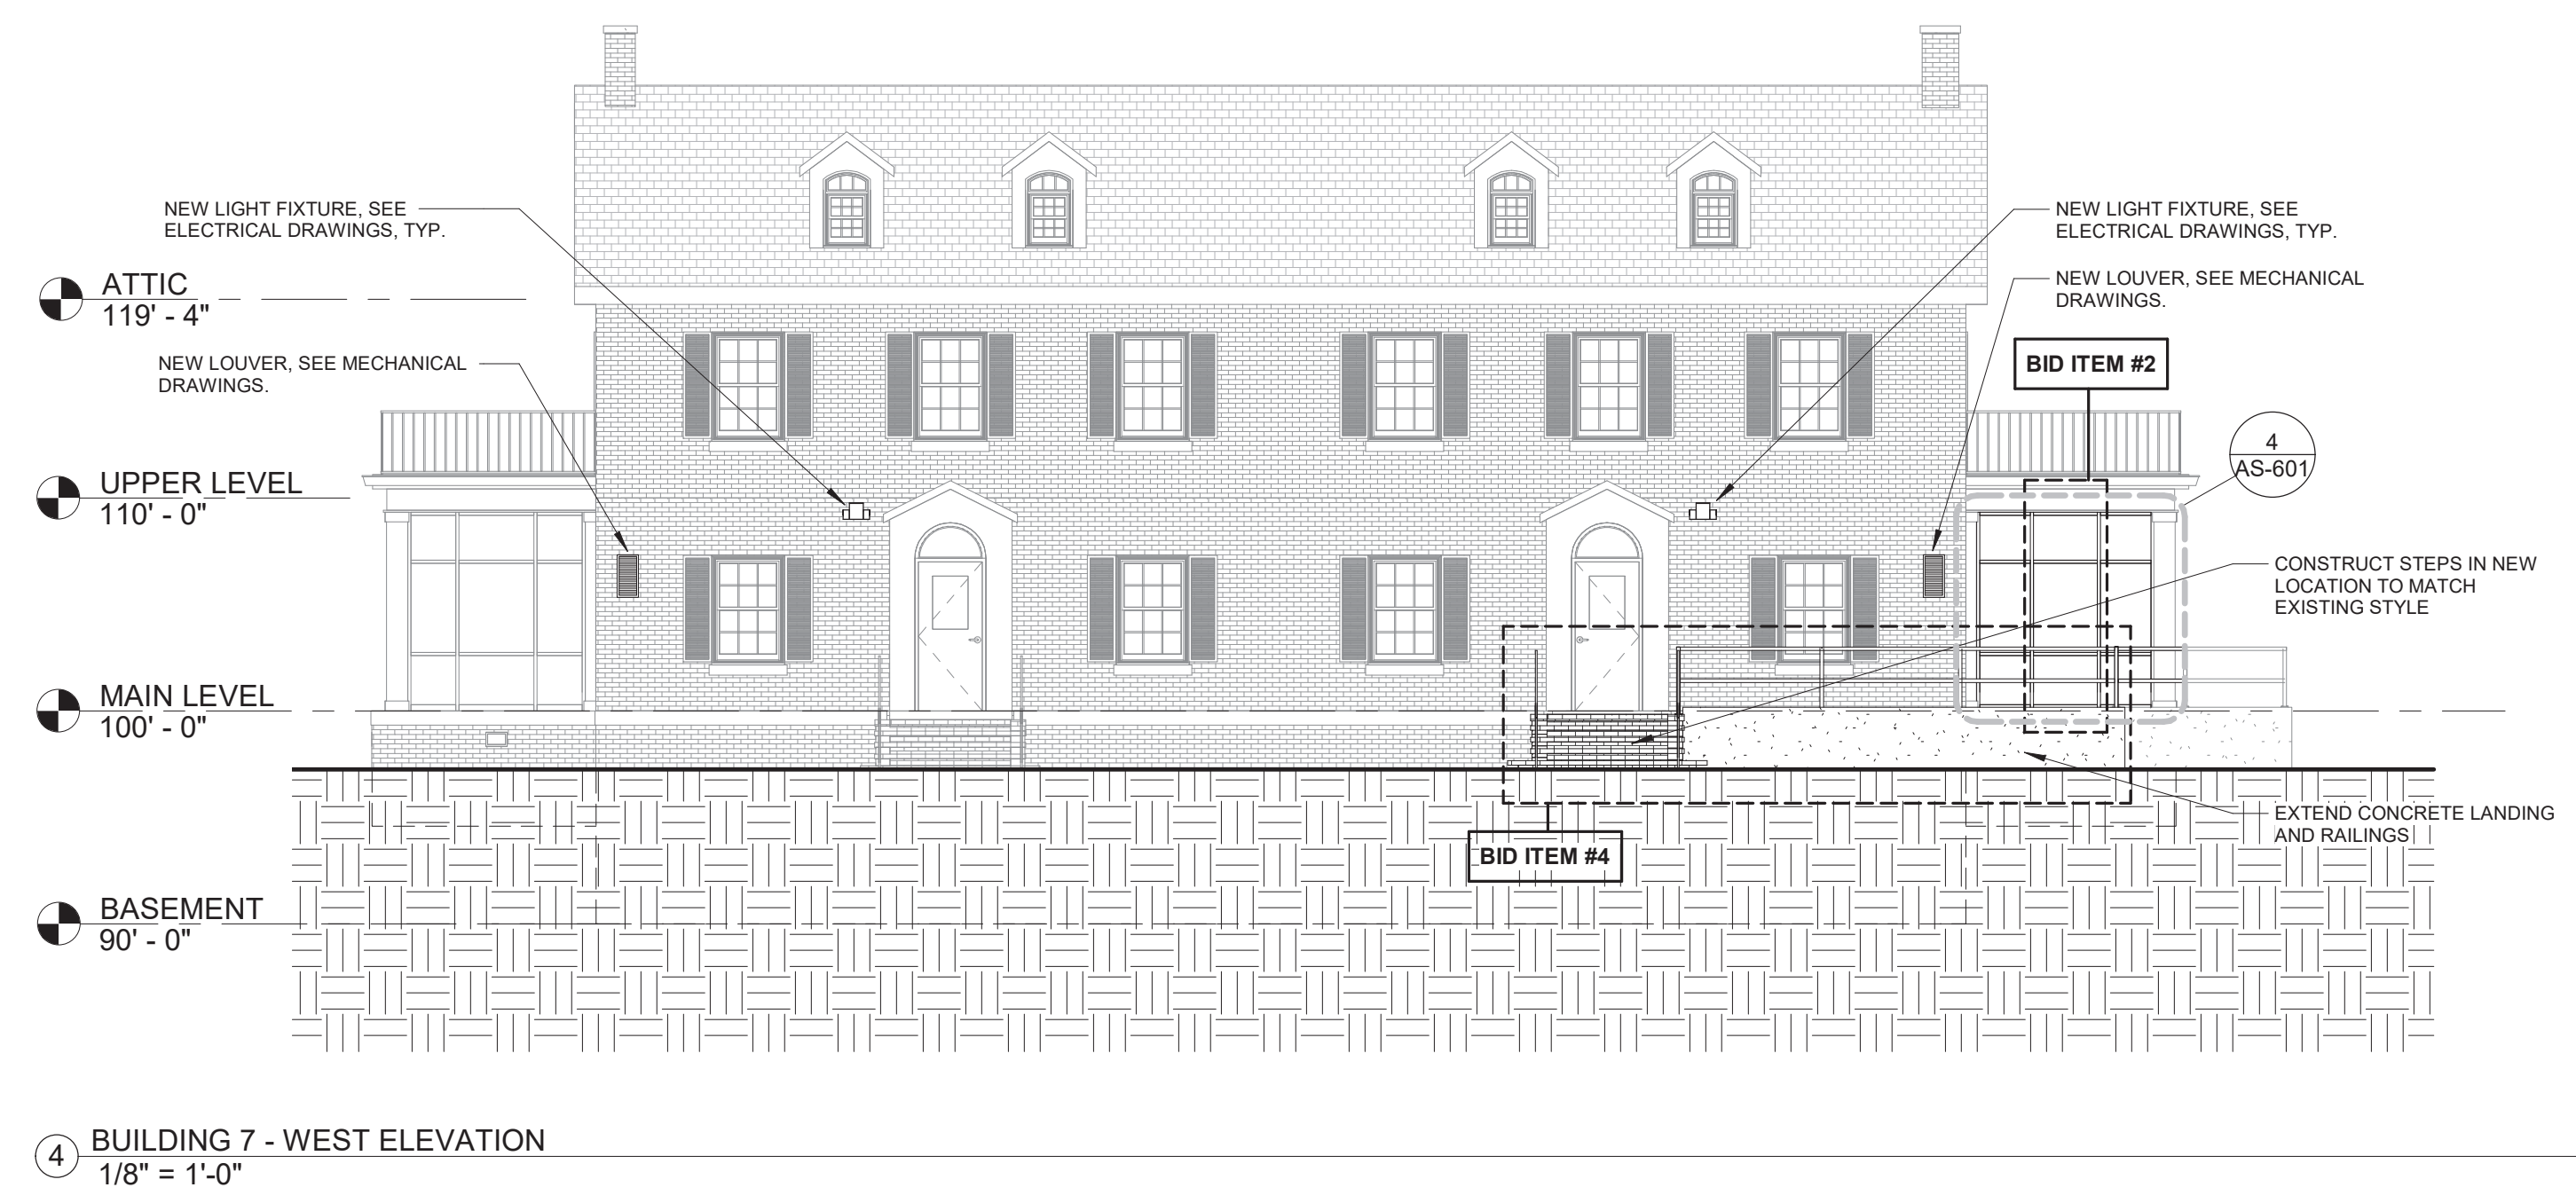 NEW LIGHT FIXTURE, SEE
ELECTRICAL DRAWINGS, TYP.
ATTIC
119' - 4"
NEW LOUVER, SEE MECHANICAL
DRAWINGS.
UPPER LEVEL
110' - 0"
MAIN LEVEL
100' - 0"
BASEMENT
90' - 0"
NEW LIGHT FIXTURE, SEE
ELECTRICAL DRAWINGS, TYP.
NEW LOUVER, SEE MECHANICAL
DRAWINGS.
BID ITEM #2
4
AS-601
CONSTRUCT STEPS IN NEW
LOCATION TO MATCH
EXISTING STYLE
EXTEND CONCRETE LANDING
AND RAILINGS
BID ITEM #4
4
BUILDING 7 - WEST ELEVATION
1/8" = 1'-0"